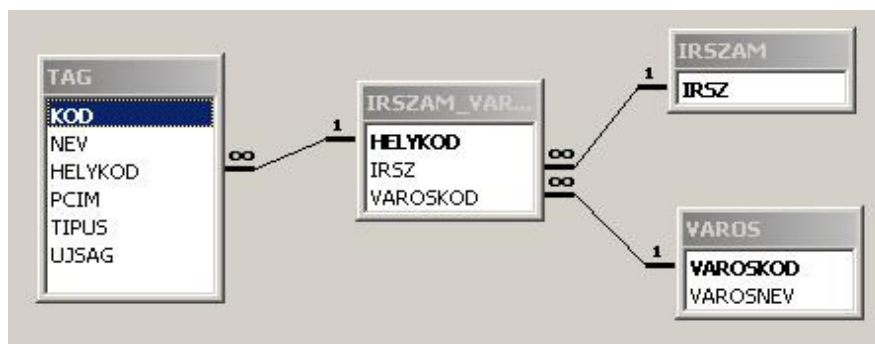 TAG
KOD
NEV
HELYKOD
PCIM
TIPUS
UJSAG
∞
1
IRSZAM_VAR...
HELYKOD
IRSZ
VAROSKOD
∞
∞
1
IRSZAM
IRSZ
1
VAROS
VAROSKOD
VAROSNEV